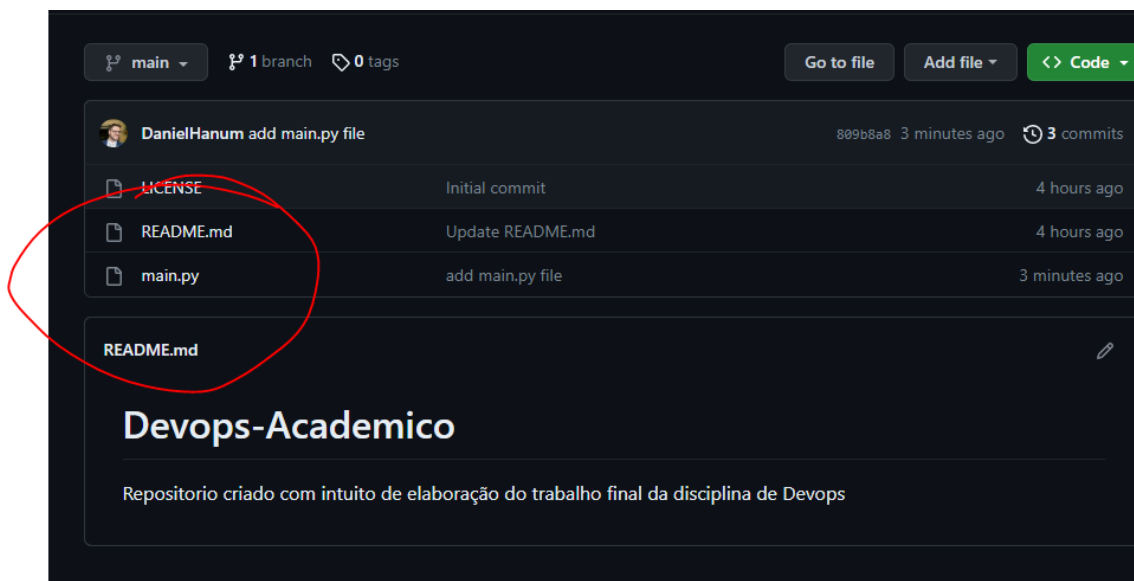 main 1 branch 0 tags Go to file Add file <> Code
DanielHanum add main.py file 809b8a8 3 minutes ago 3 commits
LICENSE Initial commit 4 hours ago
README.md Update README.md 4 hours ago
main.py add main.py file 3 minutes ago
README.md
Devops-Academico
Repositorio criado com intuito de elaboração do trabalho final da disciplina de Devops